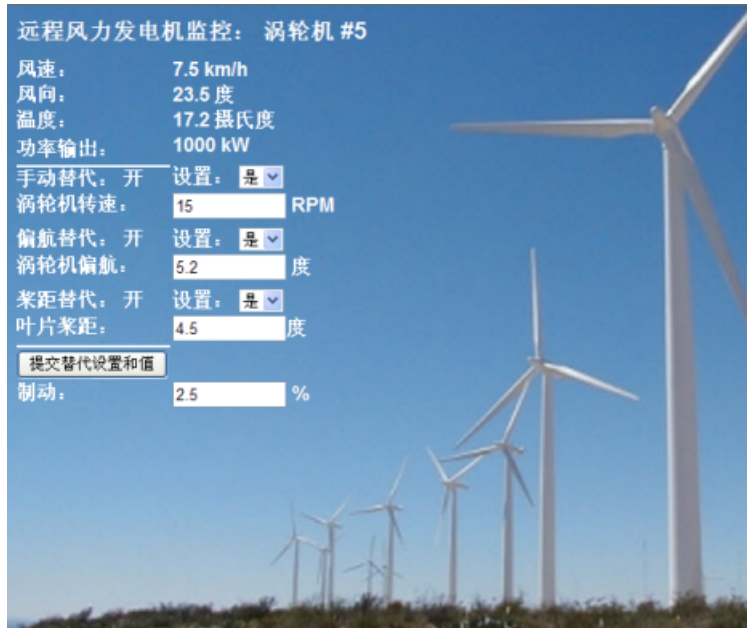 远程风力发电机监控： 涡轮机 #5
风速： 7.5 km/h
风向： 23.5 度
温度： 17.2 摄氏度
功率输出： 1000 kW
手动替代： 开 设置： 是
涡轮机转速： 15 RPM
偏航替代： 开 设置： 是
涡轮机偏航： 5.2 度
桨距替代： 开 设置： 是
叶片桨距： 4.5 度
提交替代设置和值
制动： 2.5 %